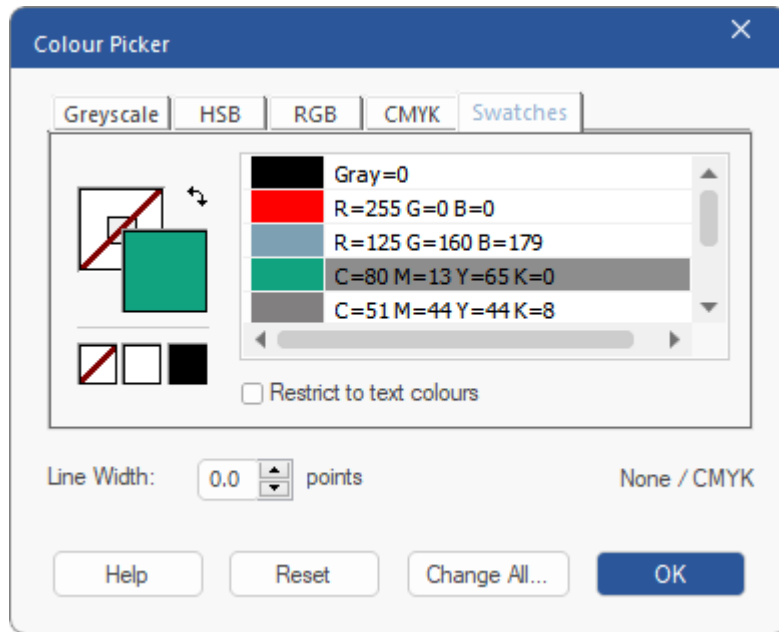 Colour Picker
Greyscale HSB RGB CMYK Swatches
Gray=0
R=255 G=0 B=0
R=125 G=160 B=179
C=80 M=13 Y=65 K=0
C=51 M=44 Y=44 K=8
Restrict to text colours
Line Width: 0.0 points None / CMYK
Help Reset Change All... OK